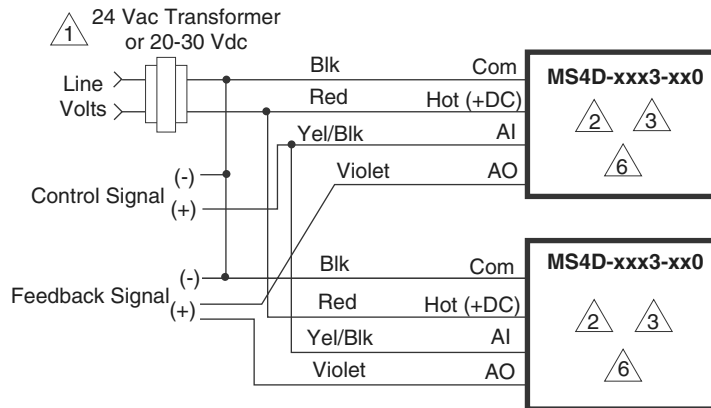 1
24 Vac Transformer
or 20-30 Vdc
Line
Volts
Blk
Com
Red
Hot (+DC)
Yel/Blk
AI
Violet
AO
MS4D-xxx3-xx0
2
3
6
Control Signal
(-)
(+)
Feedback Signal
(-)
(+)
Blk
Com
Red
Hot (+DC)
Yel/Blk
AI
Violet
AO
MS4D-xxx3-xx0
2
3
6